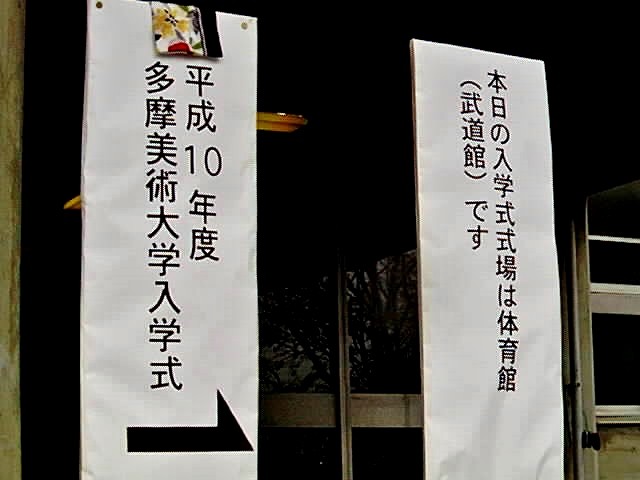 平成10年度
多摩美術大学入学式
本日の入学式式場は体育館
（武道館）です